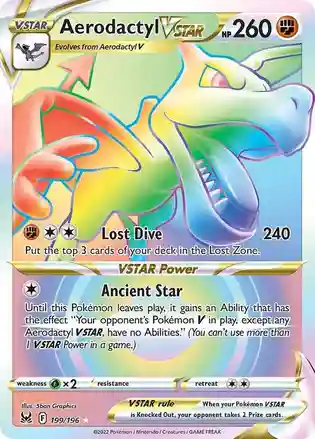 VSTAR
Aerodactyl VSTAR HP 260
Evolves from Aerodactyl V
Lost Dive 240
Put the top 3 cards of your deck in the Lost Zone.
VSTAR Power
Ancient Star
Until this Pokémon leaves play, it gains an Ability that has
the effect "Your opponent's Pokémon V in play, except any
Aerodactyl VSTAR, have no Abilities." (You can't use more than
1 VSTAR Power in a game.)
weakness ×2 resistance retreat
Illus. 5ban Graphics
VSTAR rule
When your Pokémon VSTAR
is Knocked Out, your opponent takes 2 Prize cards.
F 199/196
©2022 Pokémon / Nintendo / Creatures / GAME FREAK